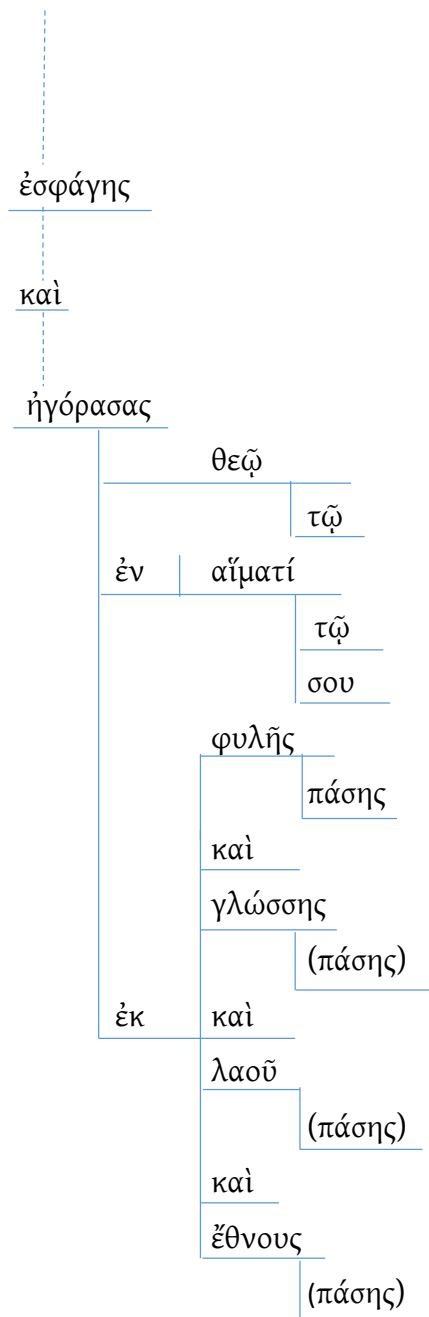 ἐσφάγης
καὶ
ἠγόρασας
θεῷ
τῷ
ἐν αἵματί
τῷ
σου
φυλῆς
πάσης
καὶ
γλώσσης
(πάσης)
ἐκ καὶ
λαοῦ
(πάσης)
καὶ
ἔθνους
(πάσης)